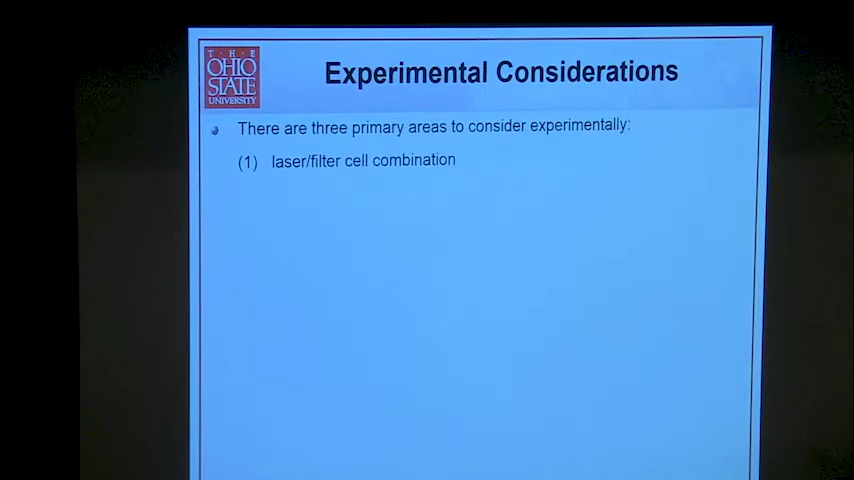 T · H · E
OHIO
STATE
UNIVERSITY
Experimental Considerations
There are three primary areas to consider experimentally:
(1) laser/filter cell combination